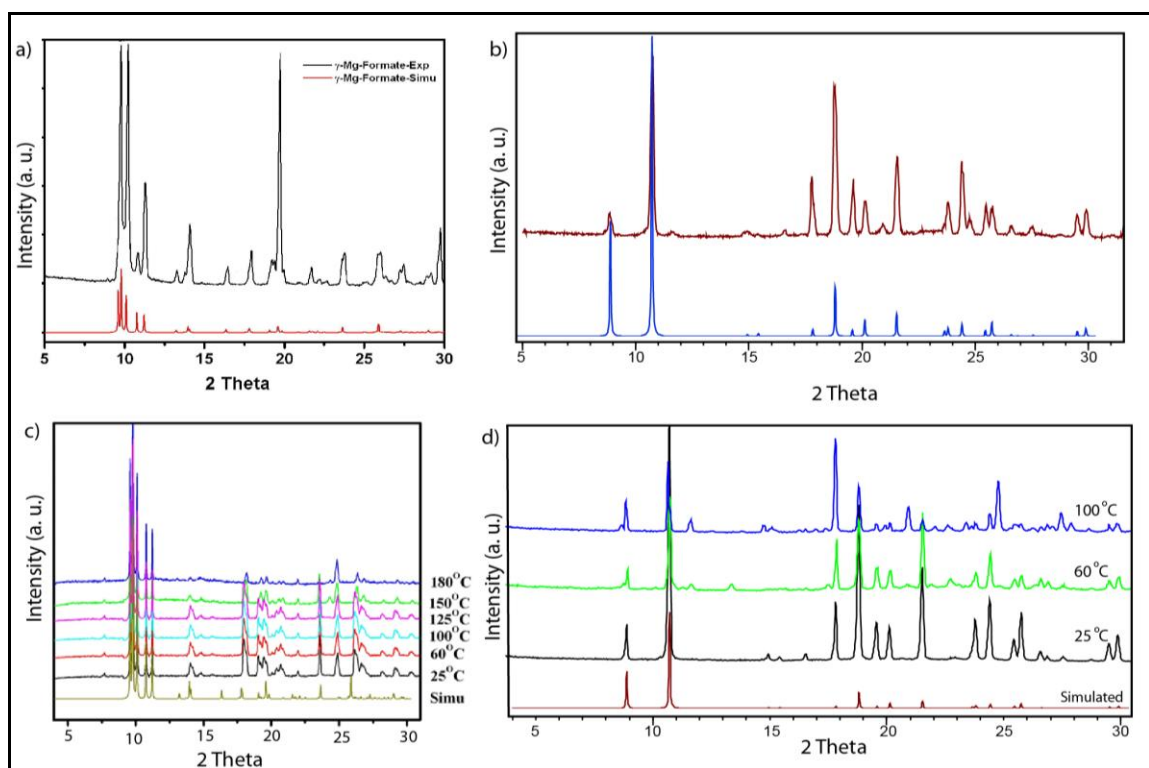 a)
γ-Mg-Formate-Exp
γ-Mg-Formate-Simu
Intensity (a. u.)
5 10 15 20 25 30
2 Theta
b)
Intensity (a. u.)
5 10 15 20 25 30
2 Theta
c)
Intensity (a. u.)
180°C
150°C
125°C
100°C
60°C
25°C
Simu
5 10 15 20 25 30
2 Theta
d)
Intensity (a. u.)
100 °C
60 °C
25 °C
Simulated
5 10 15 20 25 30
2 Theta